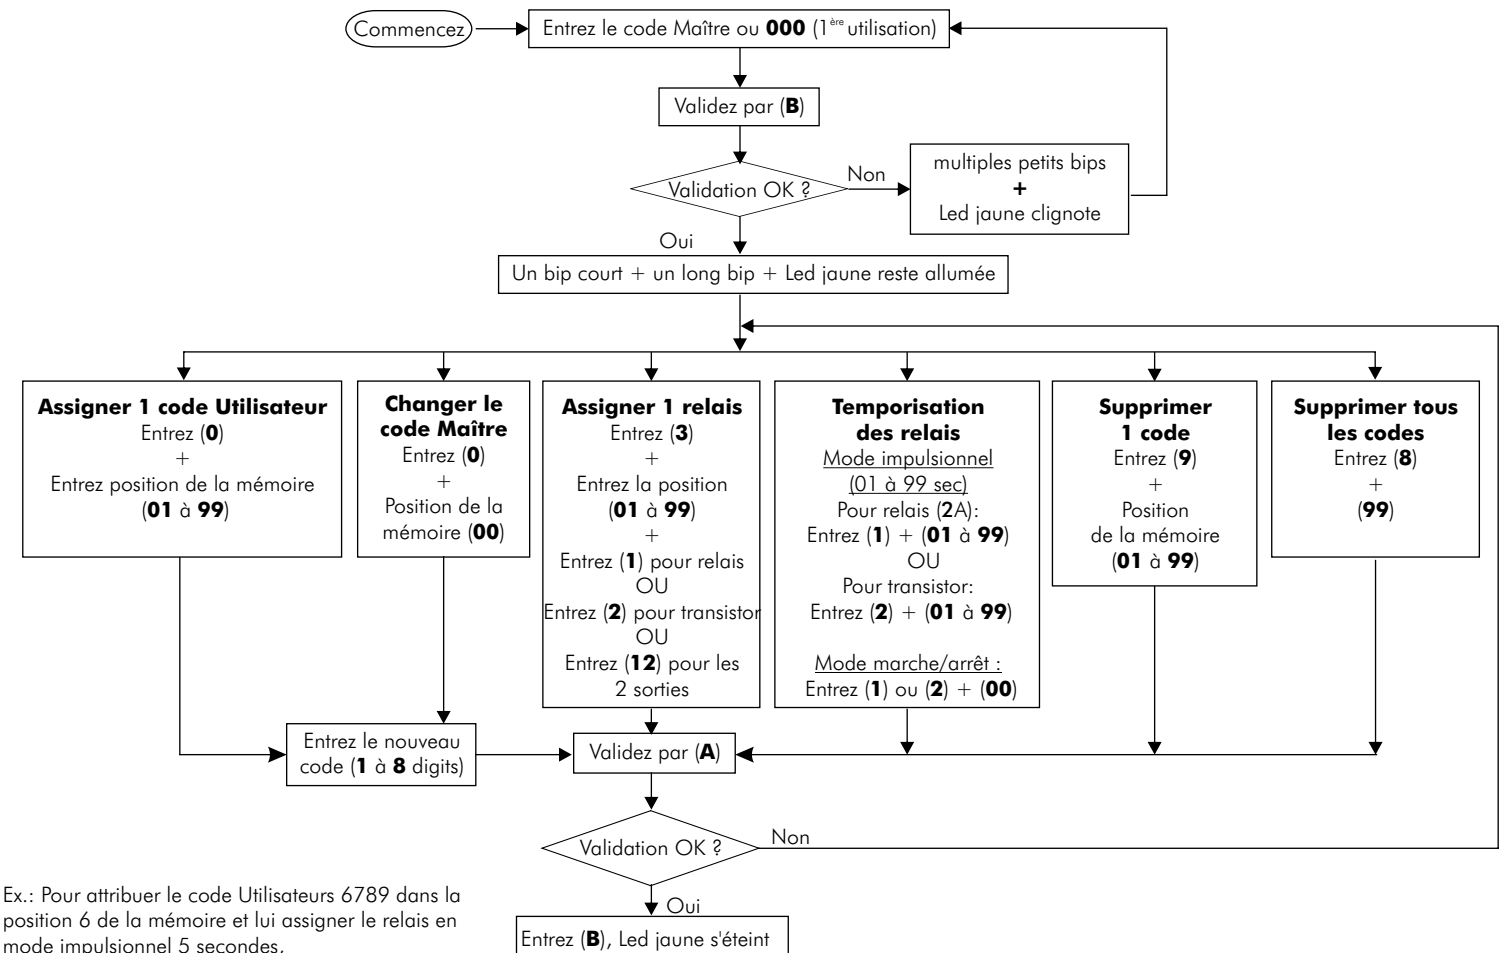 Commencez
Entrez le code Maître ou 000 (1ère utilisation)
Validez par (B)
Validation OK ?
Non
multiples petits bips
+
Led jaune clignote
Oui
Un bip court + un long bip + Led jaune reste allumée
Assigner 1 code Utilisateur
Entrez (0)
+
Entrez position de la mémoire
(01 à 99)
Changer le
code Maître
Entrez (0)
+
Position de la
mémoire (00)
Assigner 1 relais
Entrez (3)
+
Entrez la position
(01 à 99)
+
Entrez (1) pour relais
OU
Entrez (2) pour transistor
OU
Entrez (12) pour les
2 sorties
Temporisation
des relais
Mode impulsionnel
(01 à 99 sec)
Pour relais (2A):
Entrez (1) + (01 à 99)
OU
Pour transistor:
Entrez (2) + (01 à 99)
Mode marche/arrêt :
Entrez (1) ou (2) + (00)
Supprimer
1 code
Entrez (9)
+
Position
de la mémoire
(01 à 99)
Supprimer tous
les codes
Entrez (8)
+
(99)
Entrez le nouveau
code (1 à 8 digits)
Validez par (A)
Validation OK ?
Non
Oui
Entrez (B), Led jaune s'éteint
Ex.: Pour attribuer le code Utilisateurs 6789 dans la
position 6 de la mémoire et lui assigner le relais en
mode impulsionnel 5 secondes,